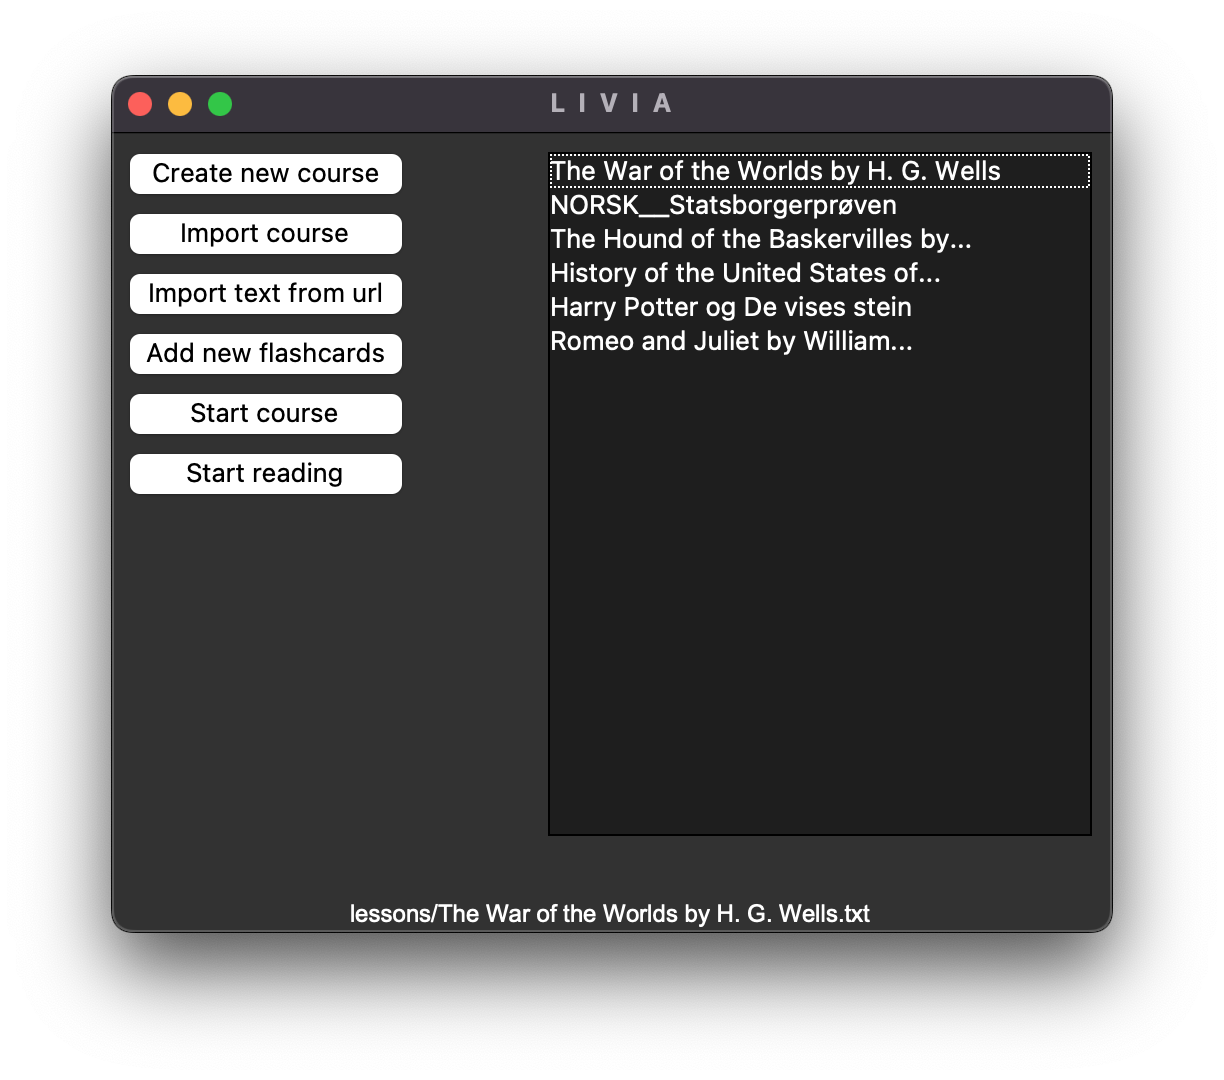 L I V I A
Create new course
Import course
Import text from url
Add new flashcards
Start course
Start reading
The War of the Worlds by H. G. Wells
NORSK__Statsborgerprøven
The Hound of the Baskervilles by...
History of the United States of...
Harry Potter og De vises stein
Romeo and Juliet by William...
lessons/The War of the Worlds by H. G. Wells.txt